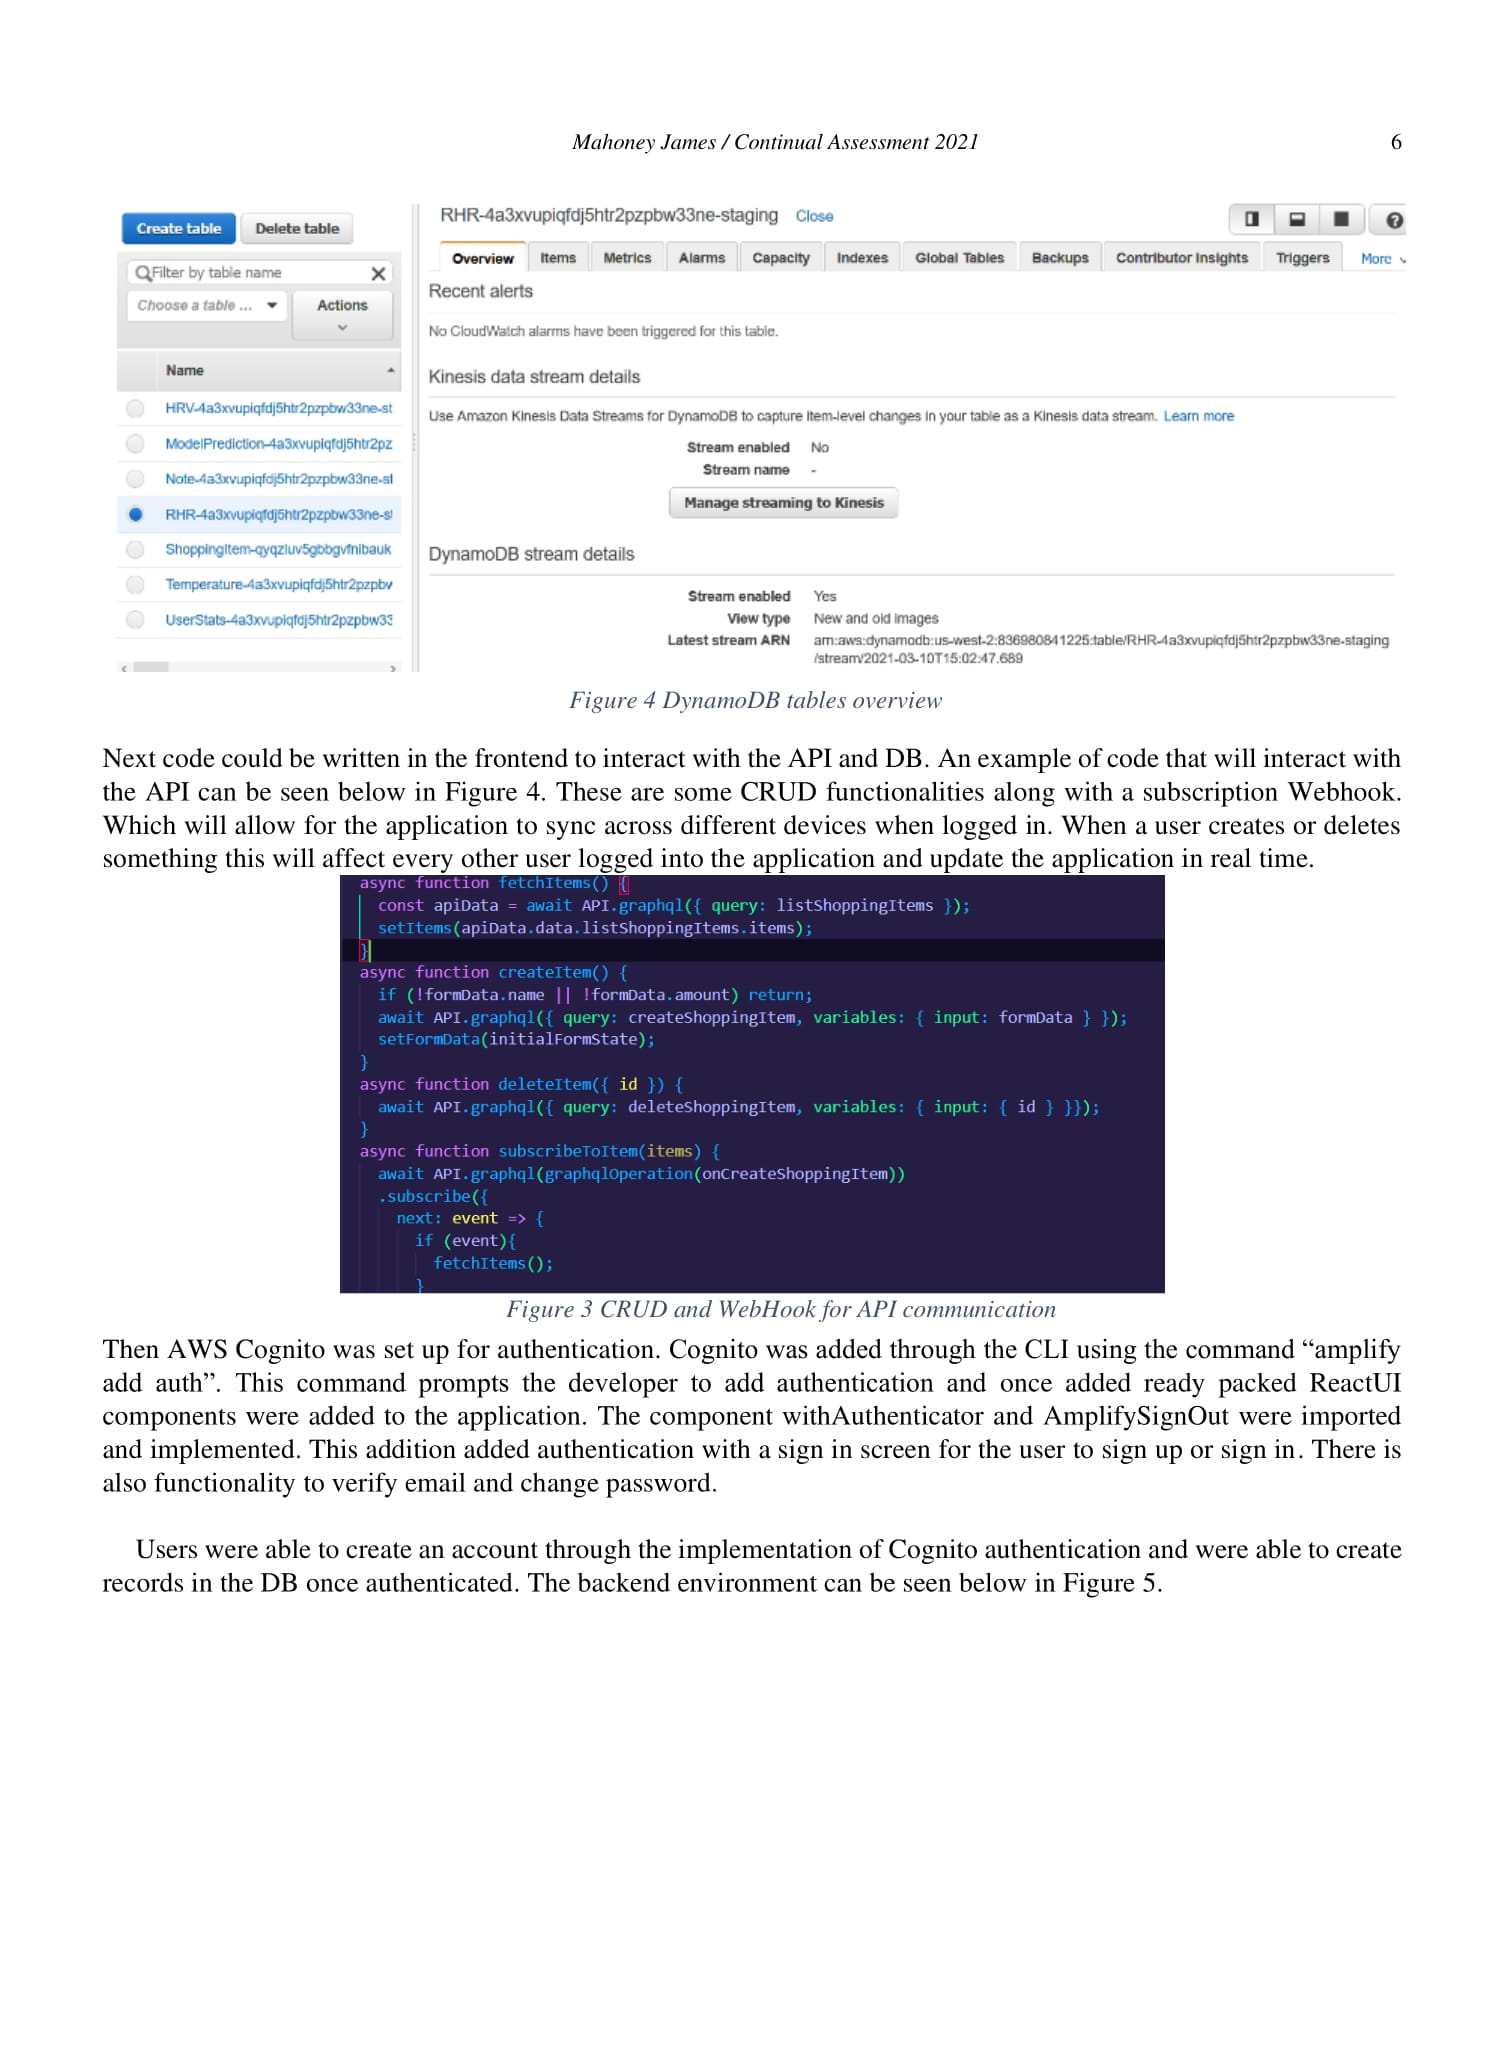 Mahoney James / Continual Assessment 2021 6
Create table Delete table
Filter by table name
Choose a table ... Actions
Name
HRV-4a3xvupiqfdj5htr2pzpbw33ne-st
ModelPrediction-4a3xvupiqfdj5htr2pz
Note-4a3xvupiqfdj5htr2pzpbw33ne-st
RHR-4a3xvupiqfdj5htr2pzpbw33ne-st
ShoppingItem-qyqzluv5gbbgvfnibauk
Temperature-4a3xvupiqfdj5htr2pzpbw
UserStats-4a3xvupiqfdj5htr2pzpbw33
RHR-4a3xvupiqfdj5htr2pzpbw33ne-staging Close
Overview Items Metrics Alarms Capacity Indexes Global Tables Backups Contributor Insights Triggers More
Recent alerts
No CloudWatch alarms have been triggered for this table.
Kinesis data stream details
Use Amazon Kinesis Data Streams for DynamoDB to capture item-level changes in your table as a Kinesis data stream. Learn more
Stream enabled No
Stream name -
Manage streaming to Kinesis
DynamoDB stream details
Stream enabled Yes
View type New and old images
Latest stream ARN arn:aws:dynamodb:us-west-2:836980841225:table/RHR-4a3xvupiqfdj5htr2pzpbw33ne-staging
/stream/2021-03-10T15:02:47.689
Figure 4 DynamoDB tables overview
Next code could be written in the frontend to interact with the API and DB. An example of code that will interact with
the API can be seen below in Figure 4. These are some CRUD functionalities along with a subscription Webhook.
Which will allow for the application to sync across different devices when logged in. When a user creates or deletes
something this will affect every other user logged into the application and update the application in real time.
async function fetchItems() {
const apiData = await API.graphql({ query: listShoppingItems });
setItems(apiData.data.listShoppingItems.items);
}
async function createItem() {
if (!formData.name || !formData.amount) return;
await API.graphql({ query: createShoppingItem, variables: { input: formData } });
setFormData(initialFormState);
}
async function deleteItem({ id }) {
await API.graphql({ query: deleteShoppingItem, variables: { input: { id } }});
}
async function subscribeToItem(items) {
await API.graphql(graphqlOperation(onCreateShoppingItem))
.subscribe({
next: event => {
if (event){
fetchItems();
}
Figure 3 CRUD and WebHook for API communication
Then AWS Cognito was set up for authentication. Cognito was added through the CLI using the command “amplify
add auth”. This command prompts the developer to add authentication and once added ready packed ReactUI
components were added to the application. The component withAuthenticator and AmplifySignOut were imported
and implemented. This addition added authentication with a sign in screen for the user to sign up or sign in. There is
also functionality to verify email and change password.
Users were able to create an account through the implementation of Cognito authentication and were able to create
records in the DB once authenticated. The backend environment can be seen below in Figure 5.